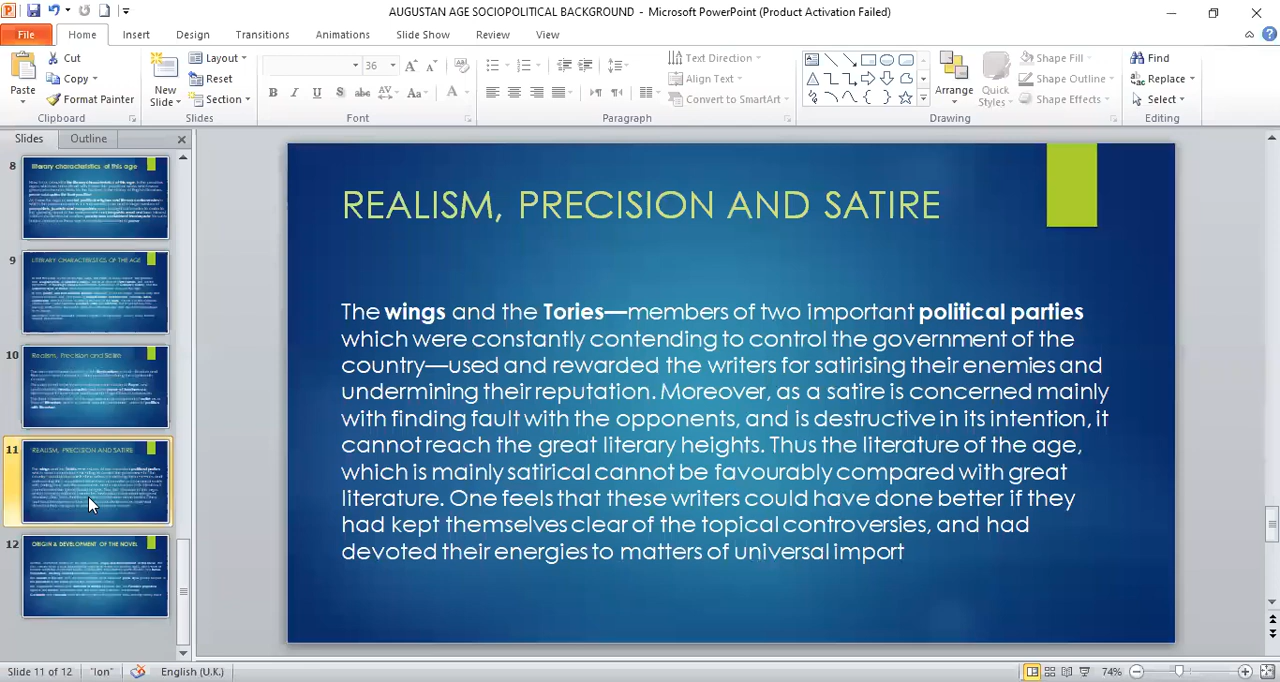 AUGUSTAN AGE SOCIOPOLITICAL BACKGROUND - Microsoft PowerPoint (Product Activation Failed)
File Home Insert Design Transitions Animations Slide Show Review View
Paste
Cut
Copy
Format Painter
Clipboard
New Slide
Layout
Reset
Section
Slides
36
Font
Text Direction
Align Text
Convert to SmartArt
Paragraph
Arrange
Quick Styles
Shape Fill
Shape Outline
Shape Effects
Drawing
Find
Replace
Select
Editing
Slides Outline
8
literary characteristics of this age
9
LITERARY CHARACTERISTICS OF THE AGE
10
Realism, Precision and Satire
11
REALISM, PRECISION AND SATIRE
12
ORIGIN & DEVELOPMENT OF THE NOVEL
REALISM, PRECISION AND SATIRE
The wings and the Tories—members of two important political parties
which were constantly contending to control the government of the
country—used and rewarded the writers for satirising their enemies and
undermining their reputation. Moreover, as a satire is concerned mainly
with finding fault with the opponents, and is destructive in its intention, it
cannot reach the great literary heights. Thus the literature of the age,
which is mainly satirical cannot be favourably compared with great
literature. One feels that these writers could have done better if they
had kept themselves clear of the topical controversies, and had
devoted their energies to matters of universal import
Slide 11 of 12 "Ion" English (U.K.) 74%